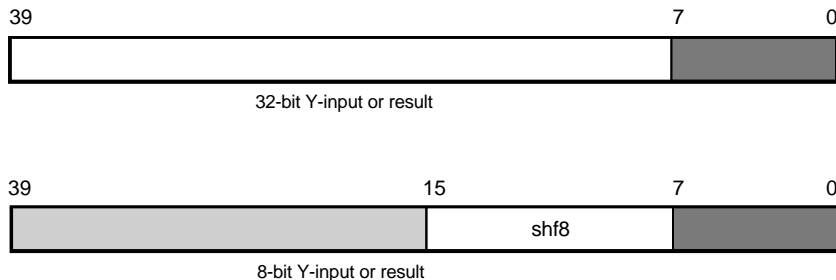 39 7 0
32-bit Y-input or result
39 15 7 0
shf8
8-bit Y-input or result